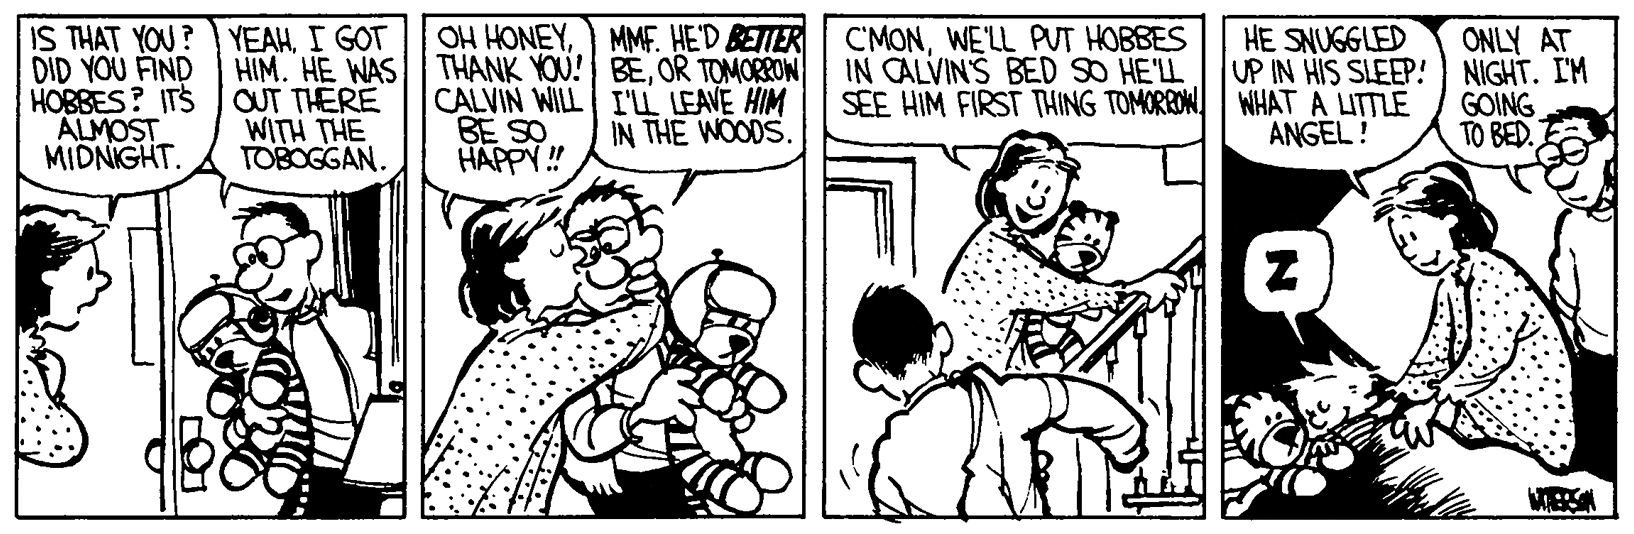 IS THAT YOU?
DID YOU FIND
HOBBES? IT'S
ALMOST
MIDNIGHT.
YEAH, I GOT
HIM. HE WAS
OUT THERE
WITH THE
TOBOGGAN.
OH HONEY,
THANK YOU!
CALVIN WILL
BE SO
HAPPY!!
MMF. HE'D BETTER
BE, OR TOMORROW
I'LL LEAVE HIM
IN THE WOODS.
C'MON, WE'LL PUT HOBBES
IN CALVIN'S BED SO HE'LL
SEE HIM FIRST THING TOMORROW.
HE SNUGGLED
UP IN HIS SLEEP!
WHAT A LITTLE
ANGEL!
ONLY AT
NIGHT. I'M
GOING
TO BED.
Z
WATTERSON